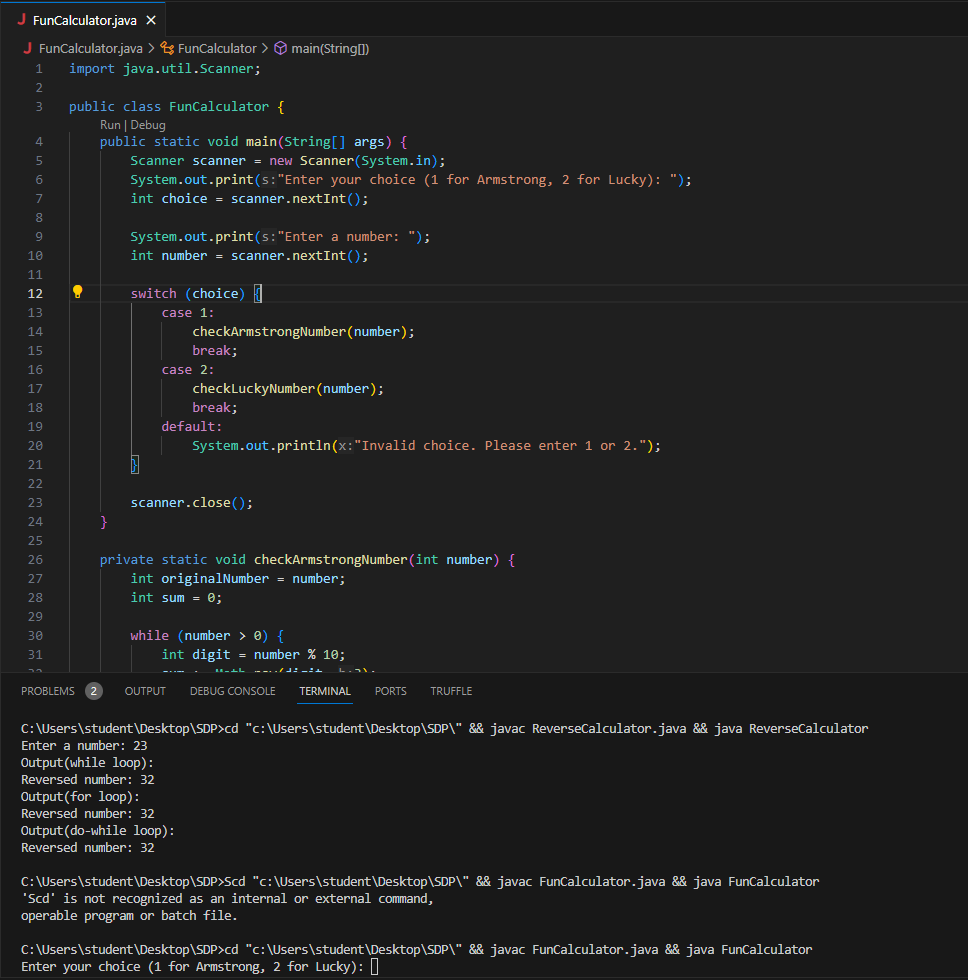 FunCalculator.java
FunCalculator.java > FunCalculator > main(String[])
1 import java.util.Scanner;
2
3 public class FunCalculator {
Run | Debug
4 public static void main(String[] args) {
5 Scanner scanner = new Scanner(System.in);
6 System.out.print(s:"Enter your choice (1 for Armstrong, 2 for Lucky): ");
7 int choice = scanner.nextInt();
8
9 System.out.print(s:"Enter a number: ");
10 int number = scanner.nextInt();
11
12 switch (choice) {
13 case 1:
14 checkArmstrongNumber(number);
15 break;
16 case 2:
17 checkLuckyNumber(number);
18 break;
19 default:
20 System.out.println(x:"Invalid choice. Please enter 1 or 2.");
21 }
22
23 scanner.close();
24 }
25
26 private static void checkArmstrongNumber(int number) {
27 int originalNumber = number;
28 int sum = 0;
29
30 while (number > 0) {
31 int digit = number % 10;
PROBLEMS 2 OUTPUT DEBUG CONSOLE TERMINAL PORTS TRUFFLE
C:\Users\student\Desktop\SDP>cd "c:\Users\student\Desktop\SDP\" && javac ReverseCalculator.java && java ReverseCalculator
Enter a number: 23
Output(while loop):
Reversed number: 32
Output(for loop):
Reversed number: 32
Output(do-while loop):
Reversed number: 32
C:\Users\student\Desktop\SDP>Scd "c:\Users\student\Desktop\SDP\" && javac FunCalculator.java && java FunCalculator
'Scd' is not recognized as an internal or external command,
operable program or batch file.
C:\Users\student\Desktop\SDP>cd "c:\Users\student\Desktop\SDP\" && javac FunCalculator.java && java FunCalculator
Enter your choice (1 for Armstrong, 2 for Lucky):